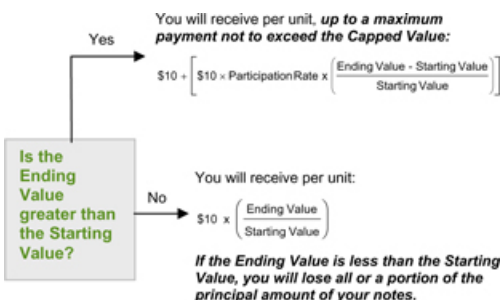 You will receive per unit, up to a maximum
payment not to exceed the Capped Value:
Yes
$10 + [ $10 × Participation Rate x ( Ending Value - Starting Value / Starting Value ) ]
Is the
Ending
Value
greater than
the Starting
Value?
No
You will receive per unit:
$10 x ( Ending Value / Starting Value )
If the Ending Value is less than the Starting
Value, you will lose all or a portion of the
principal amount of your notes.